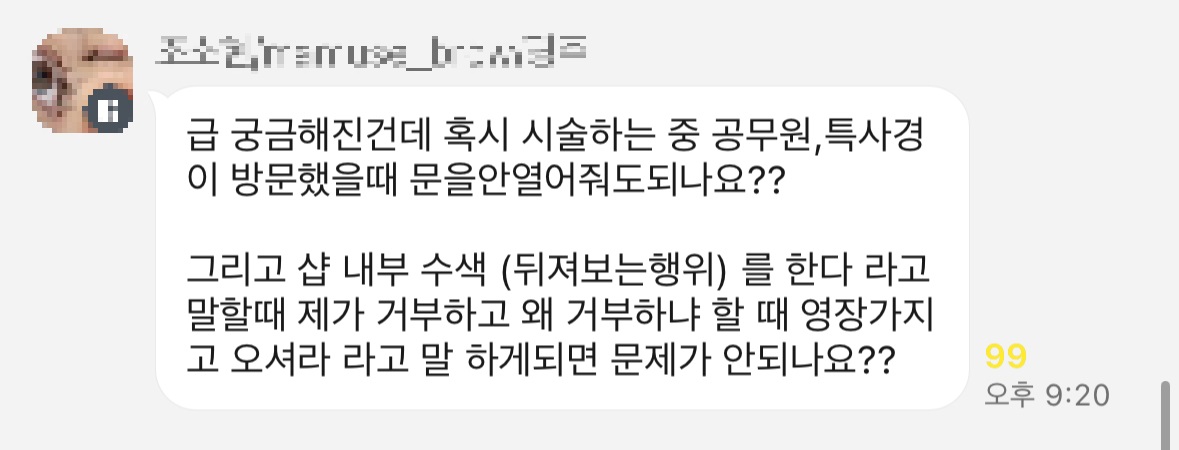 급 궁금해진건데 혹시 시술하는 중 공무원,특사경
이 방문했을때 문을안열어줘도되나요??
그리고 샵 내부 수색 (뒤져보는행위) 를 한다 라고
말할때 제가 거부하고 왜 거부하냐 할 때 영장가지
고 오셔라 라고 말 하게되면 문제가 안되나요??
99
오후 9:20